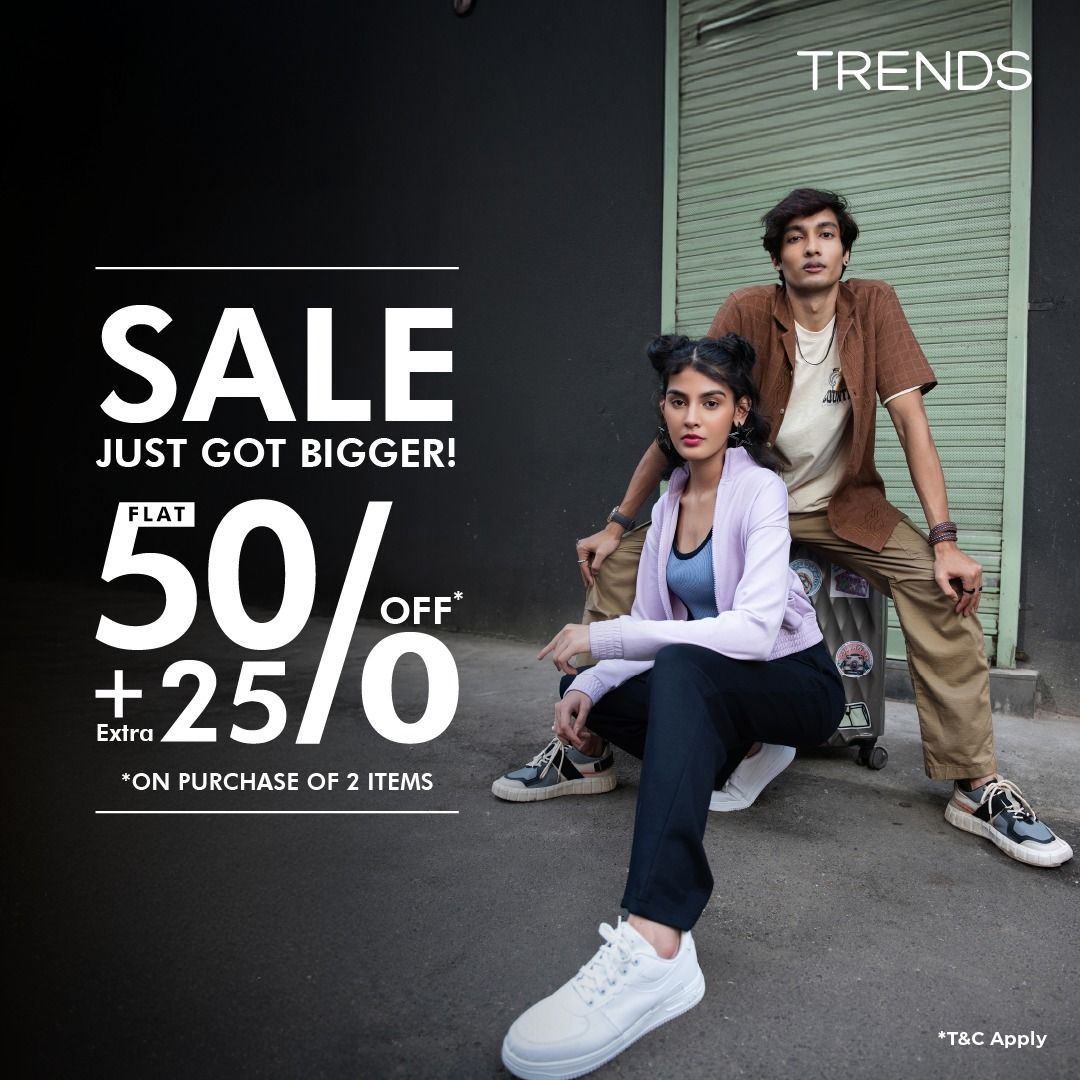 TRENDS
SALE
JUST GOT BIGGER!
FLAT
50% OFF*
+ Extra 25%
*ON PURCHASE OF 2 ITEMS
*T&C Apply